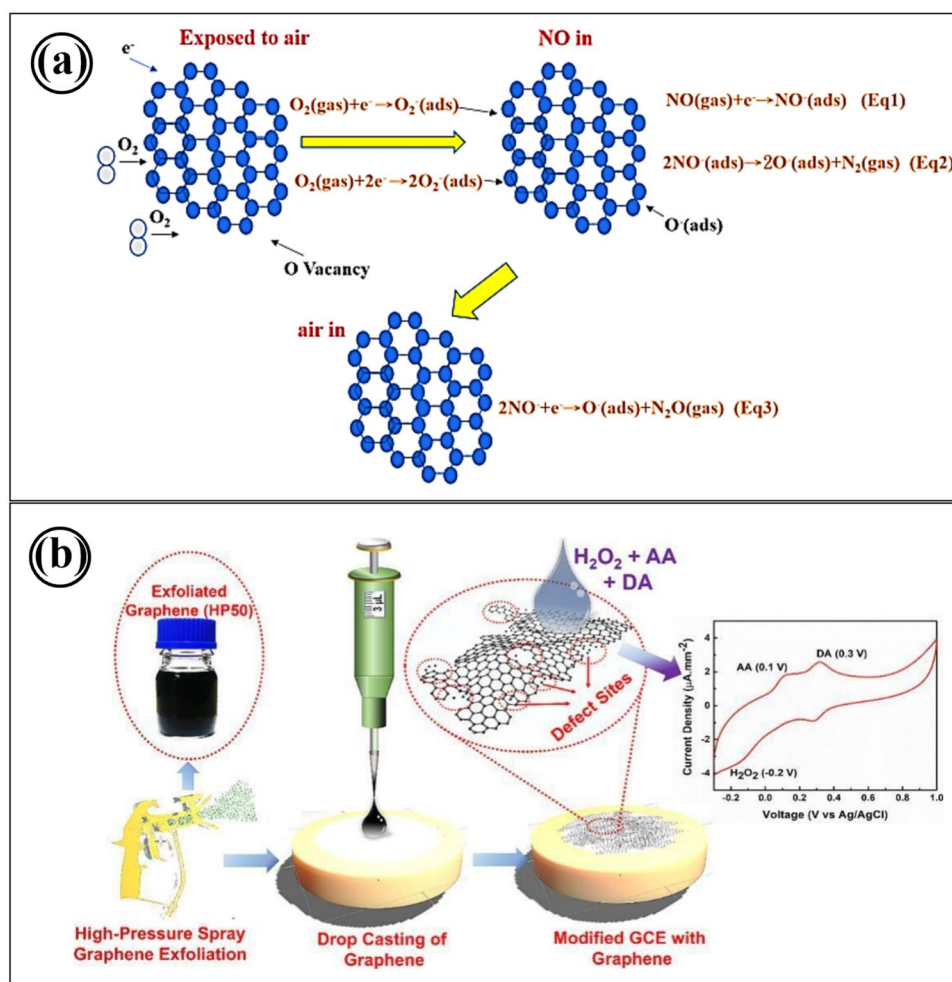 (a)
Exposed to air
NO in
e⁻
O₂(gas)+e⁻→O₂⁻(ads)
NO(gas)+e⁻→NO⁻(ads) (Eq1)
O₂
2NO⁻(ads)→2O⁻(ads)+N₂(gas) (Eq2)
O₂(gas)+2e⁻→2O₂⁻(ads)
O₂
O⁻(ads)
O Vacancy
air in
2NO⁻+e⁻→O⁻(ads)+N₂O(gas) (Eq3)
(b)
Exfoliated
Graphene (HP50)
3 μL
H₂O₂ + AA
+ DA
Defect Sites
Current Density (μA.mm⁻²)
4
2
0
-2
-4
AA (0.1 V)
DA (0.3 V)
H₂O₂ (-0.2 V)
-0.2 0.0 0.2 0.4 0.6 0.8 1.0
Voltage (V vs Ag/AgCl)
High-Pressure Spray
Graphene Exfoliation
Drop Casting of
Graphene
Modified GCE with
Graphene